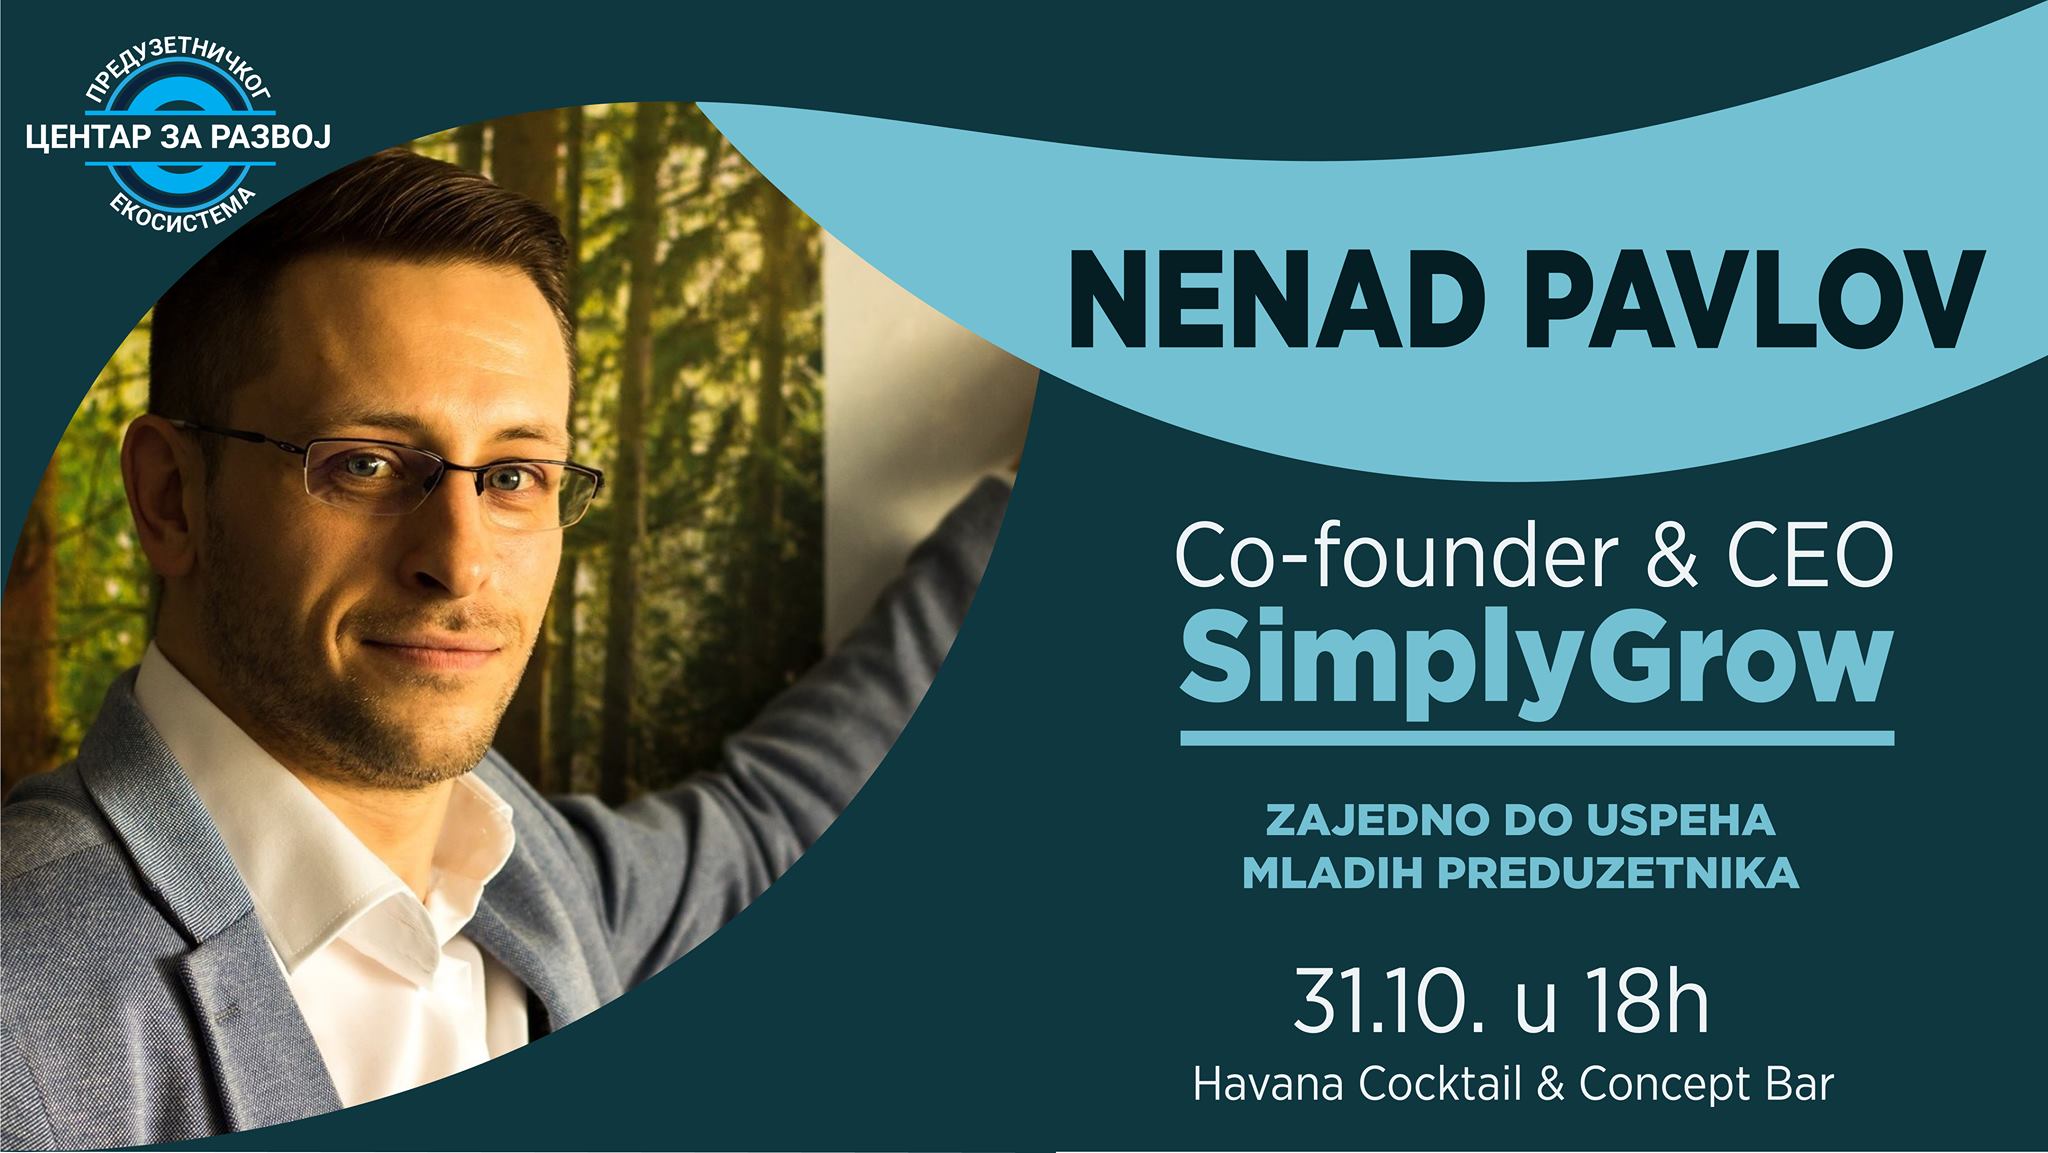 ПРЕДУЗЕТНИЧКОГ
ЦЕНТАР ЗА РАЗВОЈ
ЕКОСИСТЕМА
NENAD PAVLOV
Co-founder & CEO
SimplyGrow
ZAJEDNO DO USPEHA
MLADIH PREDUZETNIKA
31.10. u 18h
Havana Cocktail & Concept Bar